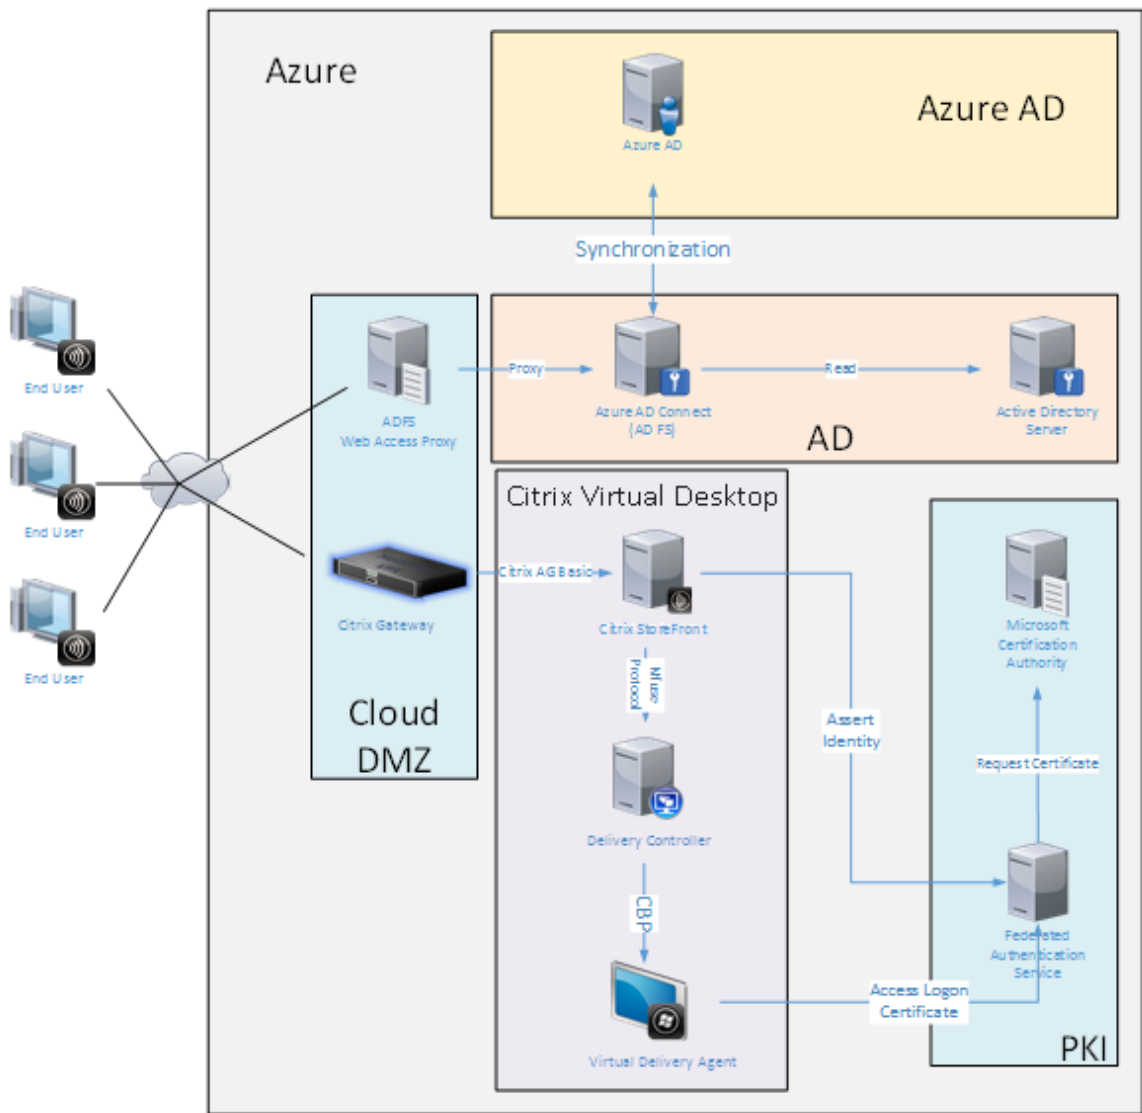 Azure
Azure AD
Azure AD
Synchronization
End User
End User
End User
ADFS
Web Access Proxy
Proxy
Azure AD Connect
(AD FS)
Read
Active Directory
Server
AD
Citrix Gateway
Cloud
DMZ
Citrix Virtual Desktop
Citrix AG Basic
Citrix StoreFront
Nfuse
Protocol
Delivery Controller
CBP
Virtual Delivery Agent
Assert
Identity
Access Logon
Certificate
Microsoft
Certification
Authority
Request Certificate
Federated
Authentication
Service
PKI